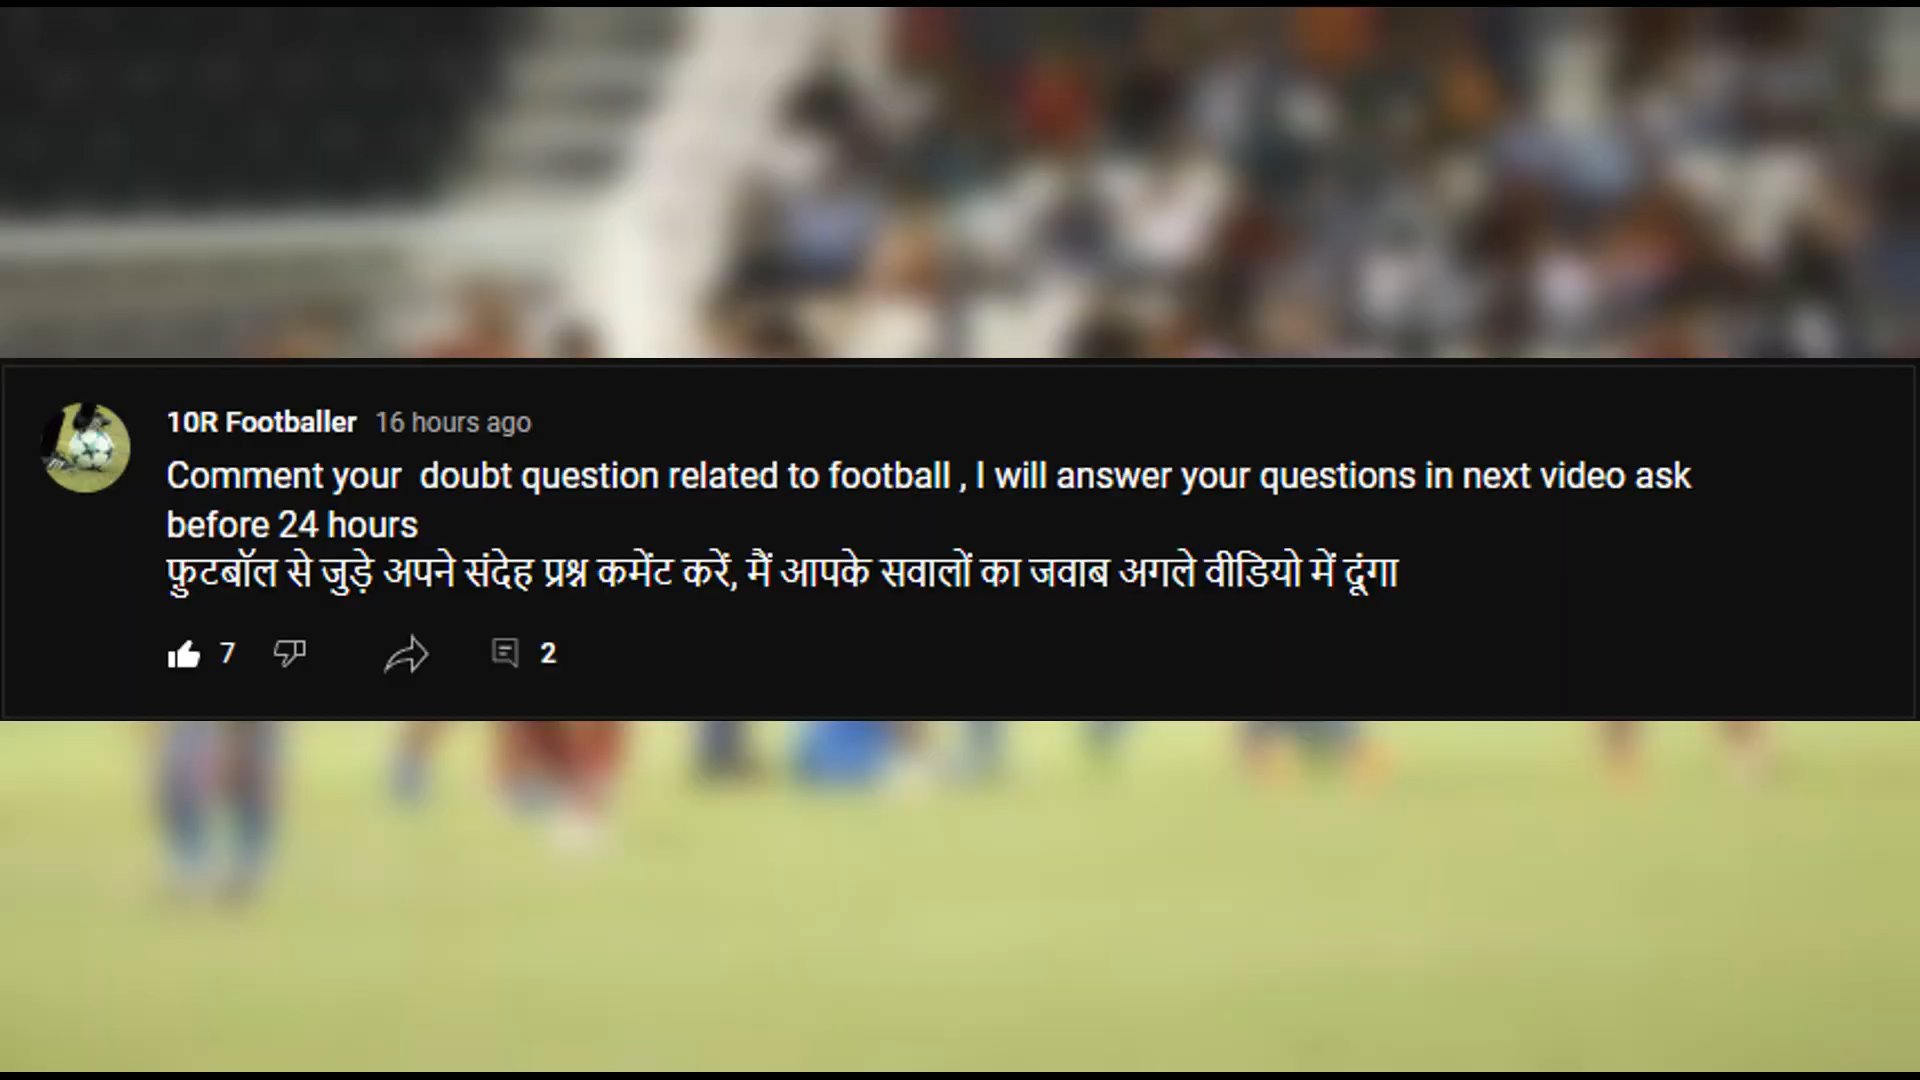 10R Footballer 16 hours ago
Comment your  doubt question related to football , I will answer your questions in next video ask
before 24 hours
फ़ुटबॉल से जुड़े अपने संदेह प्रश्न कमेंट करें, मैं आपके सवालों का जवाब अगले वीडियो में दूंगा
7 2